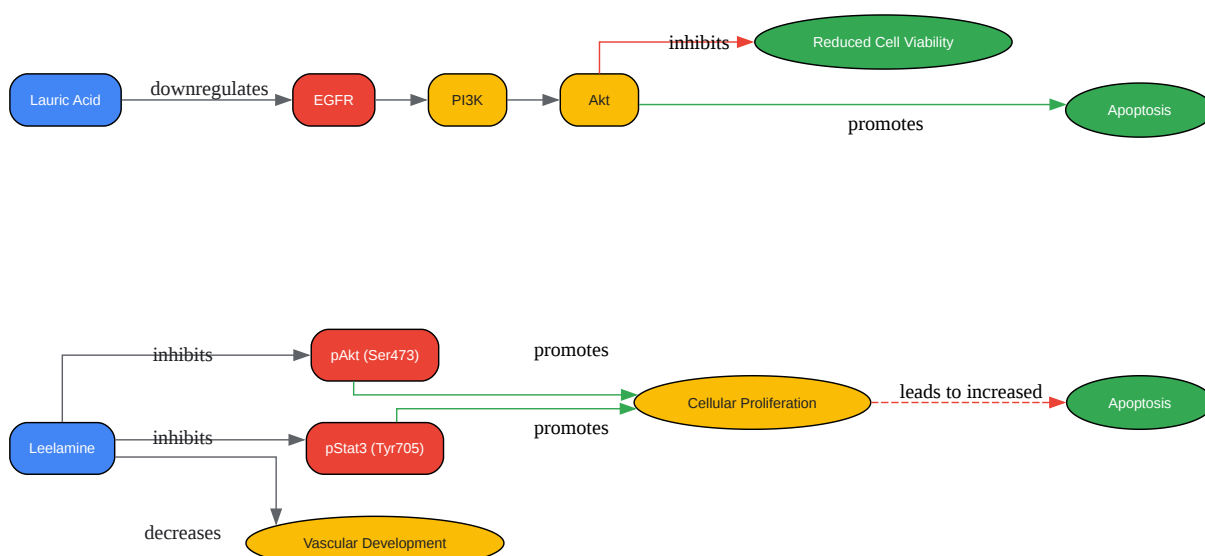 inhibits
Reduced Cell Viability
Lauric Acid
downregulates
EGFR
PI3K
Akt
promotes
Apoptosis
inhibits
pAkt (Ser473)
promotes
Cellular Proliferation
leads to increased
Apoptosis
Leelamine
inhibits
pStat3 (Tyr705)
promotes
decreases
Vascular Development